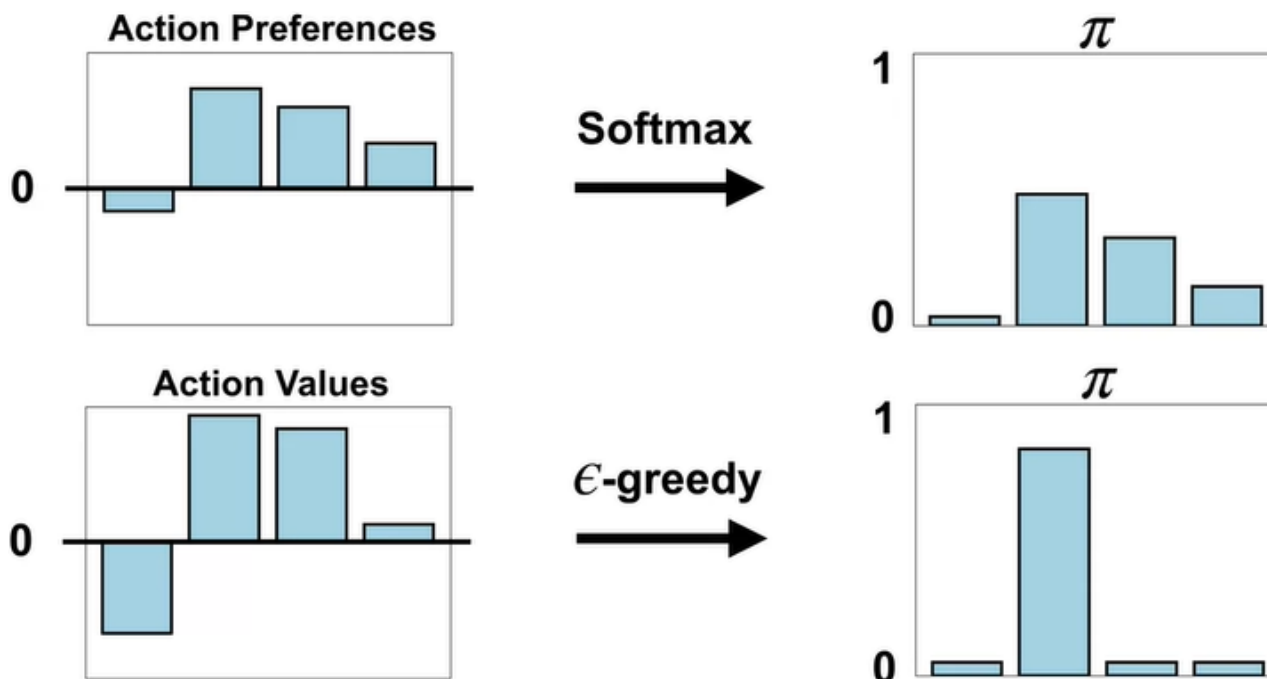 Action Preferences
π
1
0
Softmax
0
Action Values
π
1
0
ϵ-greedy
0